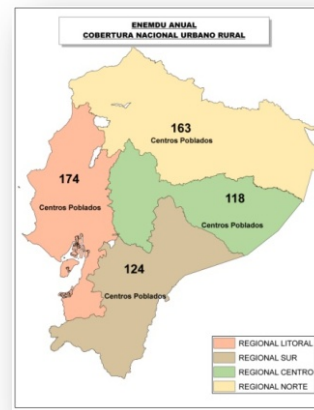 ENEMDU ANUAL
COBERTURA NACIONAL URBANO RURAL
163
Centros Poblados
174
Centros Poblados
118
Centros Poblados
124
Centros Poblados
REGIONAL LITORAL
REGIONAL SUR
REGIONAL CENTRO
REGIONAL NORTE